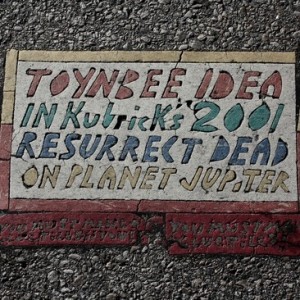 TOYNBEE IDEA
IN KUBRICK'S 2001
RESURRECT DEAD
ON PLANET JUPiTER